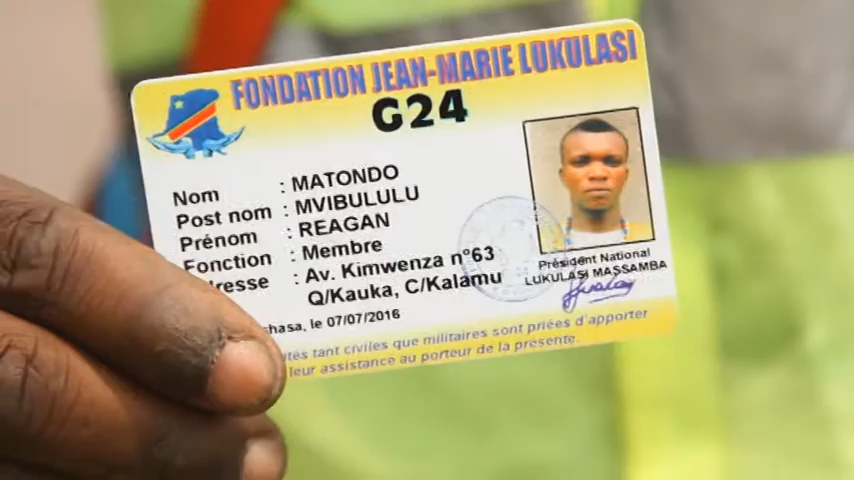 FONDATION JEAN-MARIE LUKULASI
G24
Nom : MATONDO
Post nom : MVIBULULU
Prénom : REAGAN
Fonction : Membre
: Av. Kimwenza n°63
Q/Kauka, C/Kalamu
le 07/07/2016
Président National
LUKULASI MASSAMBA
tant civiles que militaires sont priées d'apporter
leur assistance au porteur de la présente.